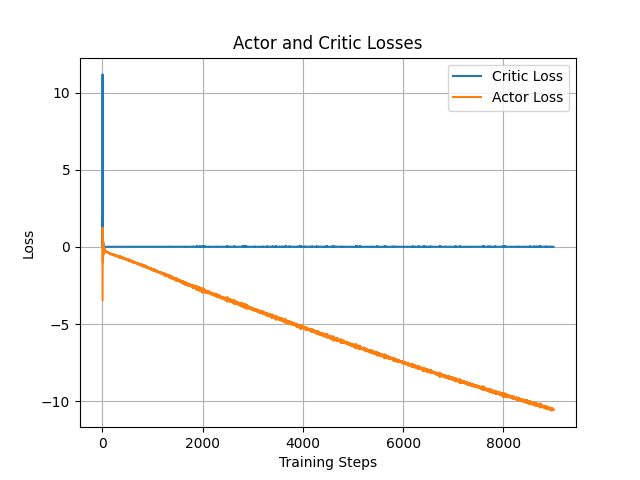 Actor and Critic Losses
Critic Loss
Actor Loss
10
5
0
−5
−10
Loss
0 2000 4000 6000 8000
Training Steps